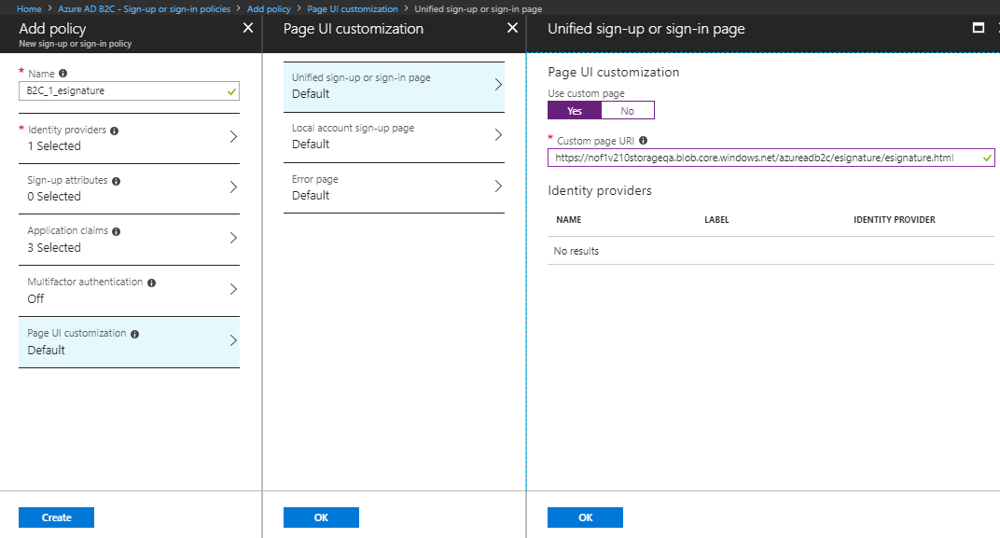 Home > Azure AD B2C - Sign-up or sign-in policies > Add policy > Page UI customization > Unified sign-up or sign-in page
Add policy
New sign-up or sign-in policy
* Name
B2C_1_esignature
* Identity providers
1 Selected
Sign-up attributes
0 Selected
Application claims
3 Selected
Multifactor authentication
Off
Page UI customization
Default
Create
Page UI customization
Unified sign-up or sign-in page
Default
Local account sign-up page
Default
Error page
Default
OK
Unified sign-up or sign-in page
Page UI customization
Use custom page
Yes No
* Custom page URI
https://nof1v210storageqa.blob.core.windows.net/azureadb2c/esignature/esignature.html
Identity providers
NAME LABEL IDENTITY PROVIDER
No results
OK